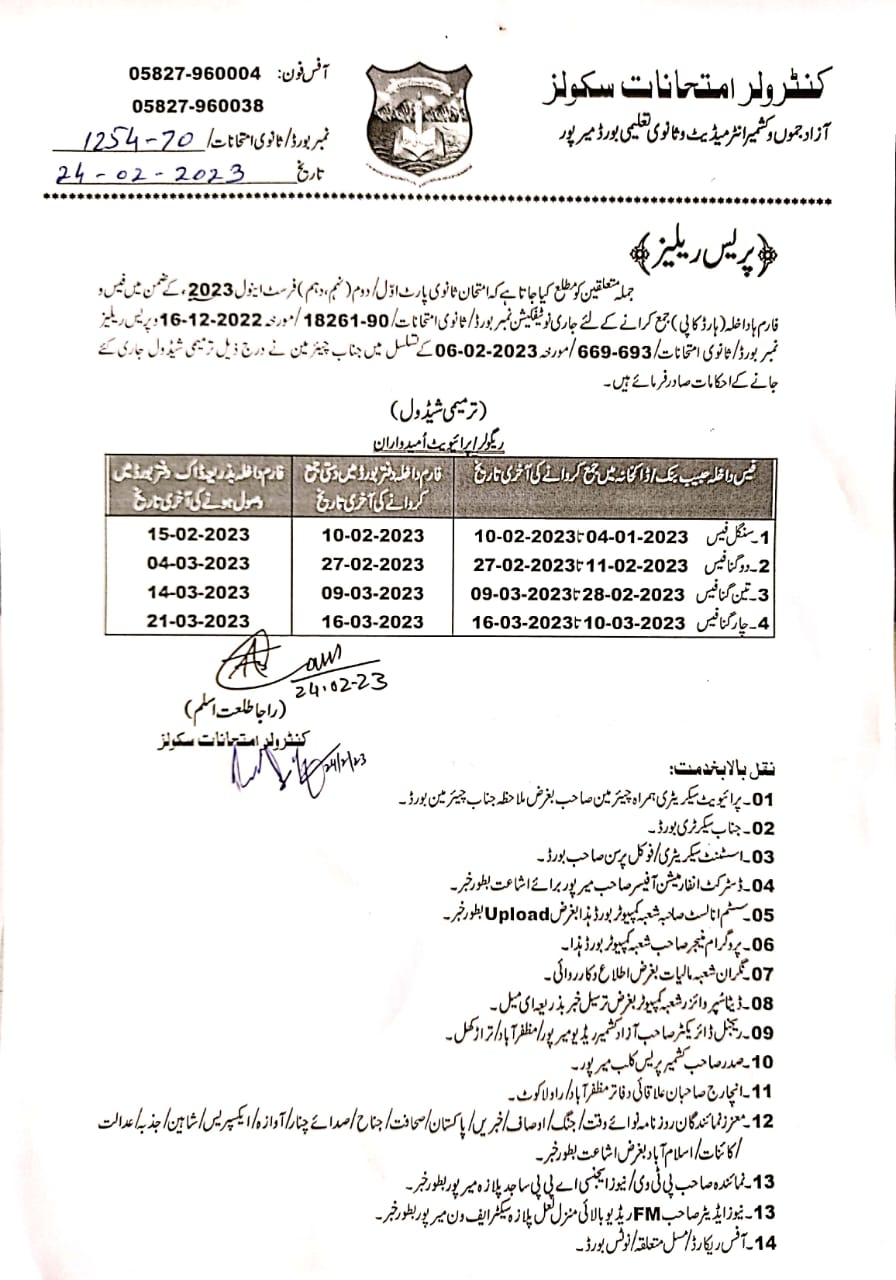 کنٹرولر امتحانات سکولز
آزاد جموں و کشمیر انٹرمیڈیٹ و ثانوی تعلیمی بورڈ میرپور
آفس فون: 05827-960004
05827-960038
نمبر بورڈ/ثانوی امتحانات/ 1254-70
تاریخ 24-02-2023
﴿پریس ریلیز﴾
جملہ متعلقین کو مطلع کیا جاتا ہے کہ امتحان ثانوی پارٹ اوّل/دوم (نہم، دہم) فرسٹ اینول 2023ء کے ضمن میں فیس و
فارم ہا داخلہ (ہارڈ کاپی) جمع کرانے کے لئے جاری نوٹیفکیشن نمبر بورڈ/ثانوی امتحانات/18261-90/مورخہ 16-12-2022 و پریس ریلیز
نمبر بورڈ/ثانوی امتحانات/669-693/مورخہ 06-02-2023 کے تسلسل میں جناب چیئرمین نے درج ذیل ترمیمی شیڈول جاری کئے
جانے کے احکامات صادر فرمائے ہیں۔
(ترمیمی شیڈول)
ریگولر/پرائیویٹ اُمیدواران
فیس داخلہ حبیب بنک/ڈاکخانہ میں جمع کروانے کی آخری تاریخ
فارم داخلہ دفتر بورڈ میں دستی جمع
کروانے کی آخری تاریخ
فارم داخلہ بذریعہ ڈاک دفتر بورڈ میں
وصول ہونے کی آخری تاریخ
1۔سنگل فیس 04-01-2023 تا 10-02-2023 10-02-2023 15-02-2023
2۔دوگنا فیس 11-02-2023 تا 27-02-2023 27-02-2023 04-03-2023
3۔تین گنا فیس 28-02-2023 تا 09-03-2023 09-03-2023 14-03-2023
4۔چار گنا فیس 10-03-2023 تا 16-03-2023 16-03-2023 21-03-2023
24.02-23
(راجا طلعت اسلم)
کنٹرولر امتحانات سکولز
24/2/23
نقل بالا بخدمت:
01۔پرائیویٹ سیکریٹری ہمراہ چیئرمین صاحب بغرض ملاحظہ جناب چیئرمین بورڈ۔
02۔جناب سیکرٹری بورڈ۔
03۔اسسٹنٹ سیکریٹری/فوکل پرسن صاحب بورڈ۔
04۔ڈسٹرکٹ انفارمیشن آفیسر صاحب میرپور برائے اشاعت بطور خبر۔
05۔سسٹم انالسٹ صاحبہ شعبہ کمپیوٹر بورڈ ہذا بغرض Upload بطور خبر۔
06۔پروگرام منیجر صاحب شعبہ کمپیوٹر بورڈ ہذا۔
07۔نگران شعبہ مالیات بغرض اطلاع و کارروائی۔
08۔ڈیٹا سپروائزر شعبہ کمپیوٹر بغرض ترسیل خبر بذریعہ ای میل۔
09۔ریجنل ڈائریکٹر صاحب آزاد کشمیر ریڈیو میرپور/مظفرآباد/تراڑکھل۔
10۔صدر صاحب کشمیر پریس کلب میرپور۔
11۔انچارج صاحبان علاقائی دفاتر مظفرآباد/راولاکوٹ۔
12۔معزز نمائندگان روزنامہ نوائے وقت/جنگ/اوصاف/خبریں/پاکستان/صحافت/جناح/صدائے چنار/آوازہ/ایکسپریس/شاہین/جذبہ/عدالت
/کائنات/اسلام آباد بغرض اشاعت بطور خبر۔
13۔نمائندہ صاحب پی ٹی وی/نیوز ایجنسی اے پی پی ساجد پلازہ میرپور بطور خبر۔
13۔نیوز ایڈیٹر صاحب FM ریڈیو بالائی منزل لعل پلازہ سیکٹر ایف ون میرپور بطور خبر۔
14۔آفس ریکارڈ/مسل متعلقہ/نوٹس بورڈ۔